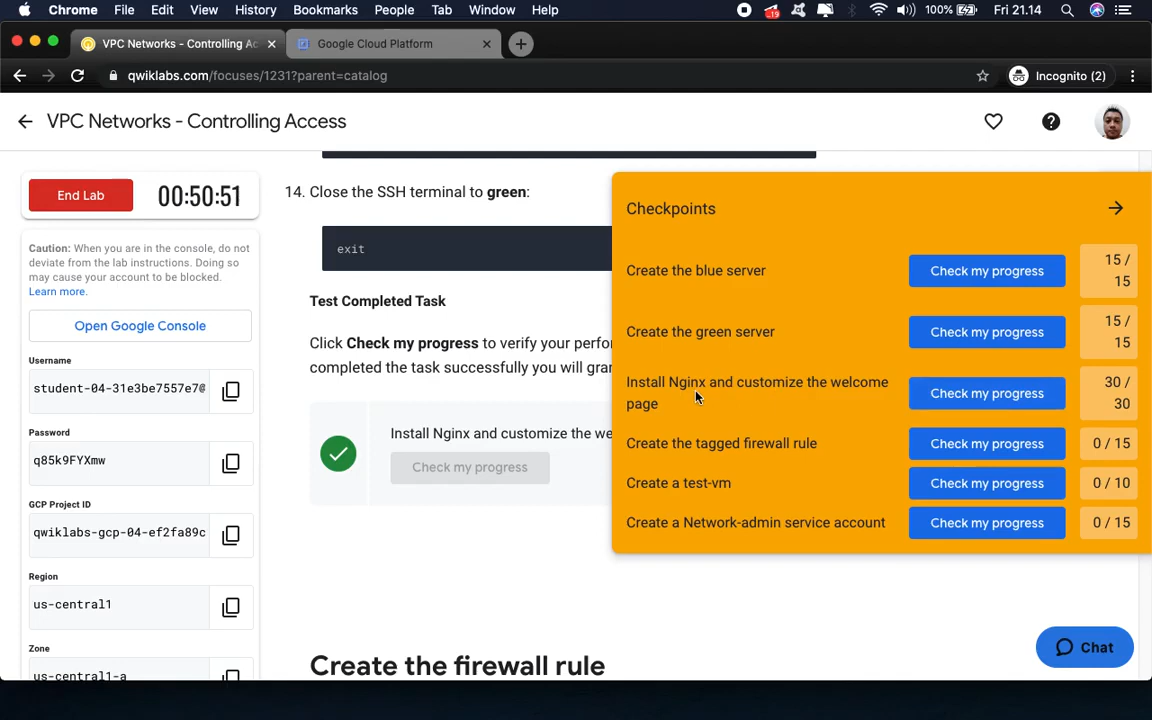 Chrome File Edit View History Bookmarks People Tab Window Help 19 100% Fri 21.14
VPC Networks - Controlling Ac Google Cloud Platform
qwiklabs.com/focuses/1231?parent=catalog Incognito (2)
VPC Networks - Controlling Access
End Lab 00:50:51
Caution: When you are in the console, do not
deviate from the lab instructions. Doing so
may cause your account to be blocked.
Learn more.
Open Google Console
Username
student-04-31e3be7557e7@
Password
q85k9FYXmw
GCP Project ID
qwiklabs-gcp-04-ef2fa89c
Region
us-central1
Zone
us-central1-a
14. Close the SSH terminal to green:
exit
Test Completed Task
Click Check my progress to verify your perfo
completed the task successfully you will gran
Install Nginx and customize the we
Check my progress
Create the firewall rule
Checkpoints
Create the blue server Check my progress 15 /
15
Create the green server Check my progress 15 /
15
Install Nginx and customize the welcome
page Check my progress 30 /
30
Create the tagged firewall rule Check my progress 0 / 15
Create a test-vm Check my progress 0 / 10
Create a Network-admin service account Check my progress 0 / 15
Chat